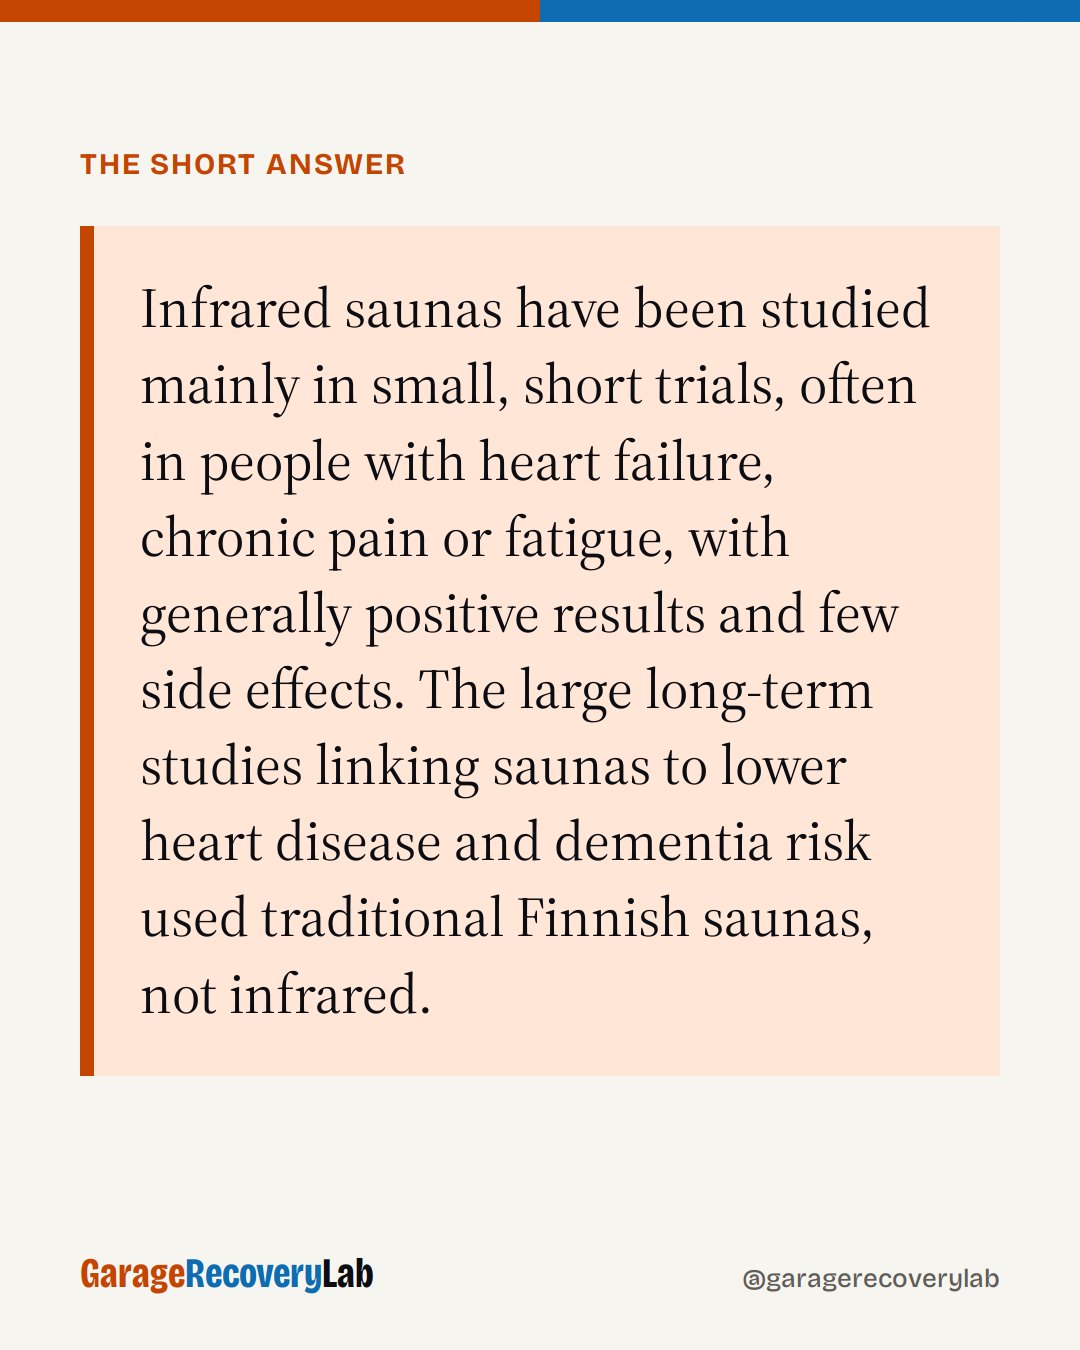 THE SHORT ANSWER
Infrared saunas have been studied
mainly in small, short trials, often
in people with heart failure,
chronic pain or fatigue, with
generally positive results and few
side effects. The large long-term
studies linking saunas to lower
heart disease and dementia risk
used traditional Finnish saunas,
not infrared.
GarageRecoveryLab
@garagerecoverylab